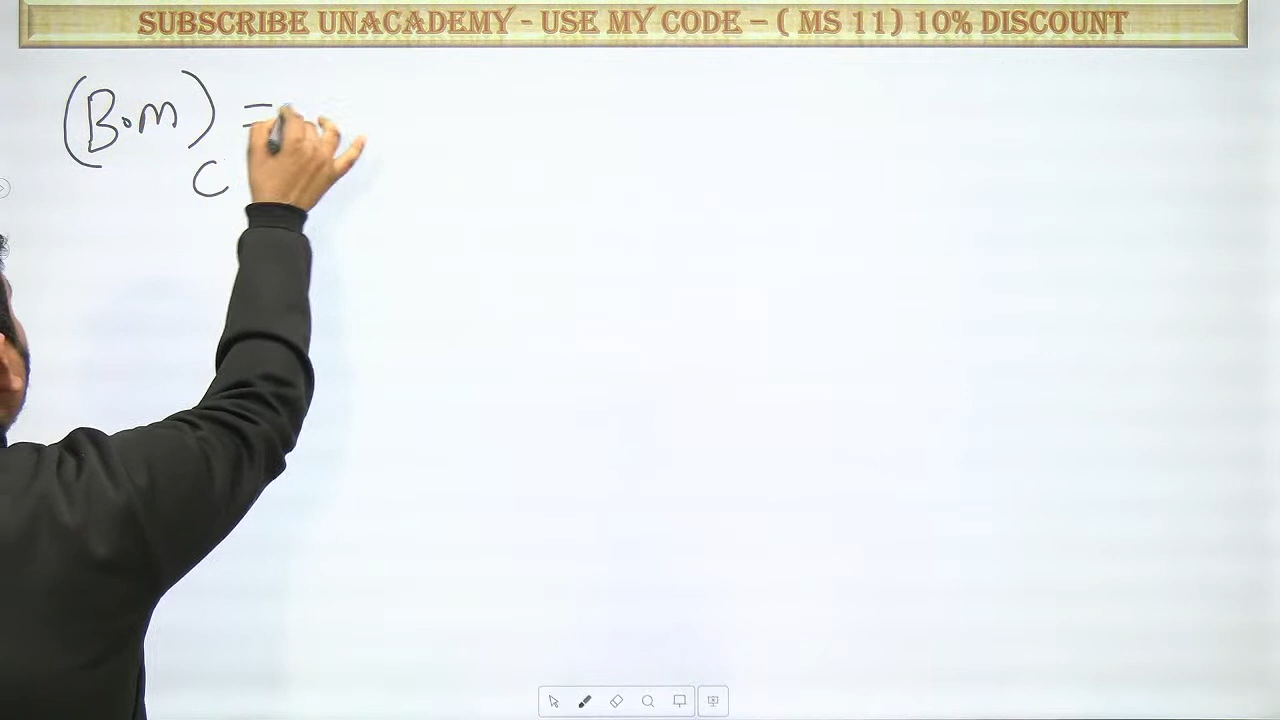 SUBSCRIBE UNACADEMY - USE MY CODE – ( MS 11) 10% DISCOUNT
(B.M) =
C